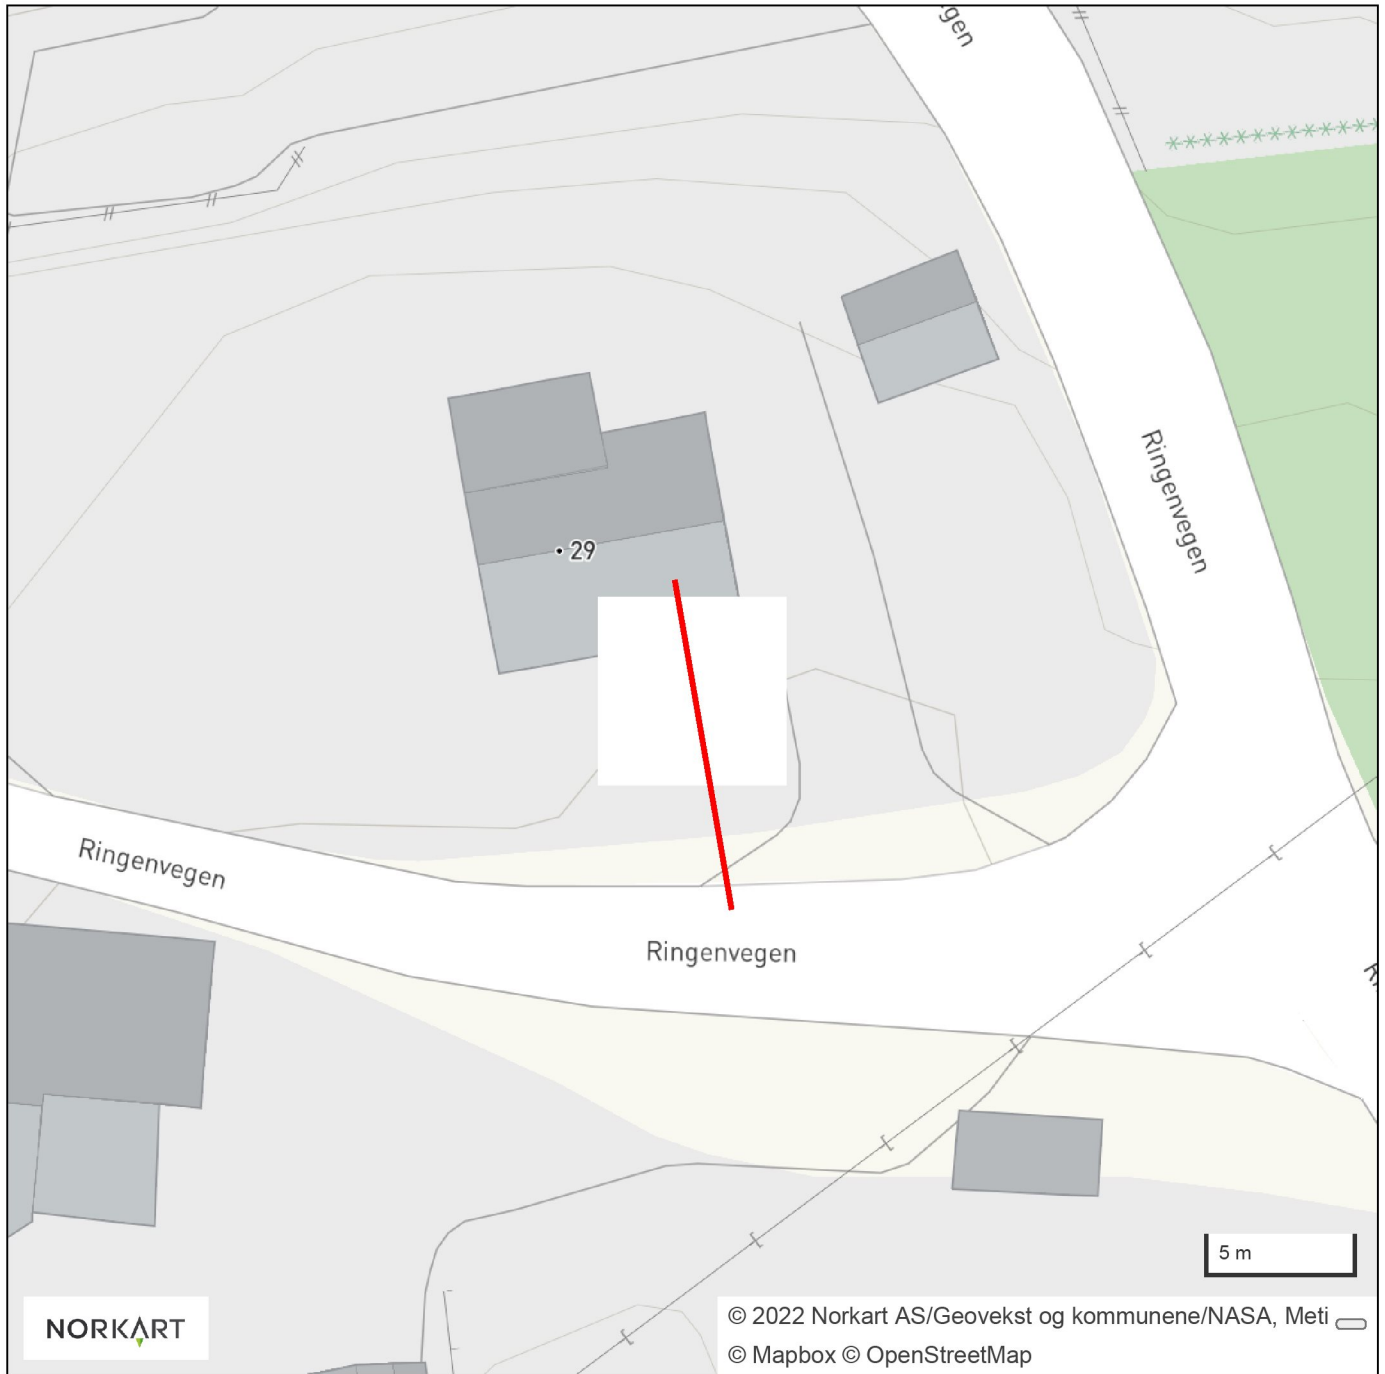 gen
Ringenvegen
29
Ringenvegen
Ringenvegen
5 m
NORKART
© 2022 Norkart AS/Geovekst og kommunene/NASA, Meti
© Mapbox © OpenStreetMap